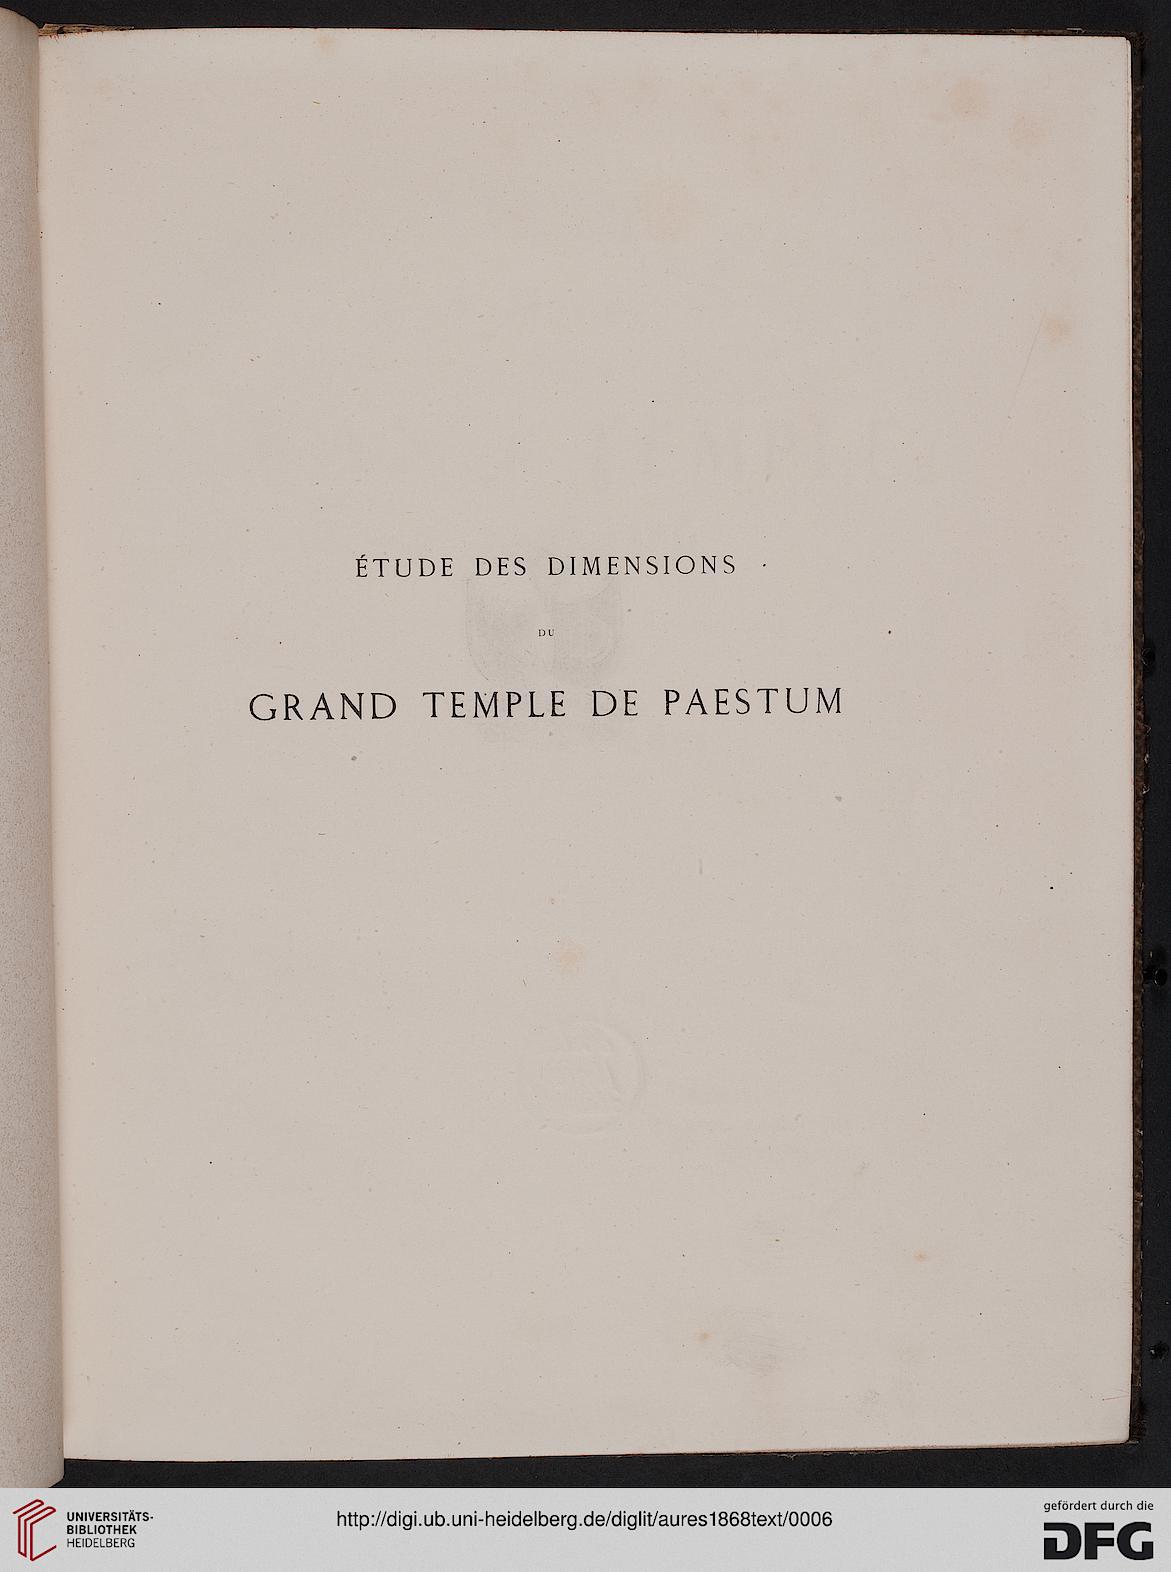 ÉTUDE DES DIMENSIONS
DU
GRAND TEMPLE DE PAESTUM
UNIVERSITÄTS-
BIBLIOTHEK
HEIDELBERG
http://digi.ub.uni-heidelberg.de/diglit/aures1868text/0006
gefördert durch die
DFG